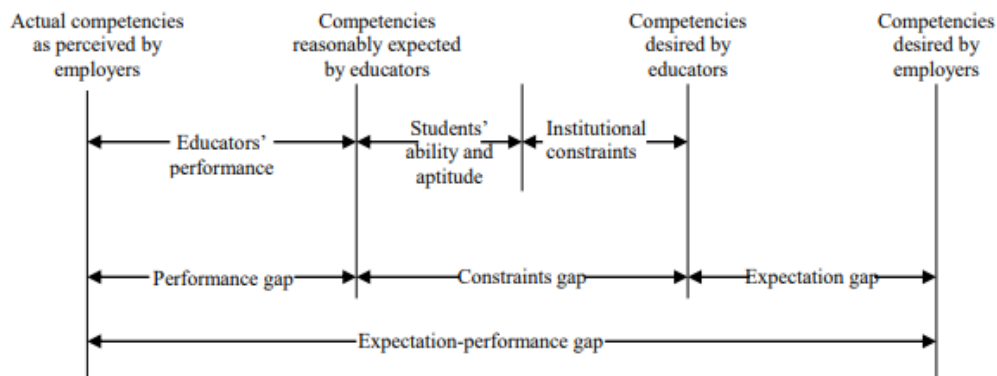 Actual competencies
as perceived by
employers
Competencies
reasonably expected
by educators
Competencies
desired by
educators
Competencies
desired by
employers
Educators’
performance
Students’
ability and
aptitude
Institutional
constraints
Performance gap
Constraints gap
Expectation gap
Expectation-performance gap